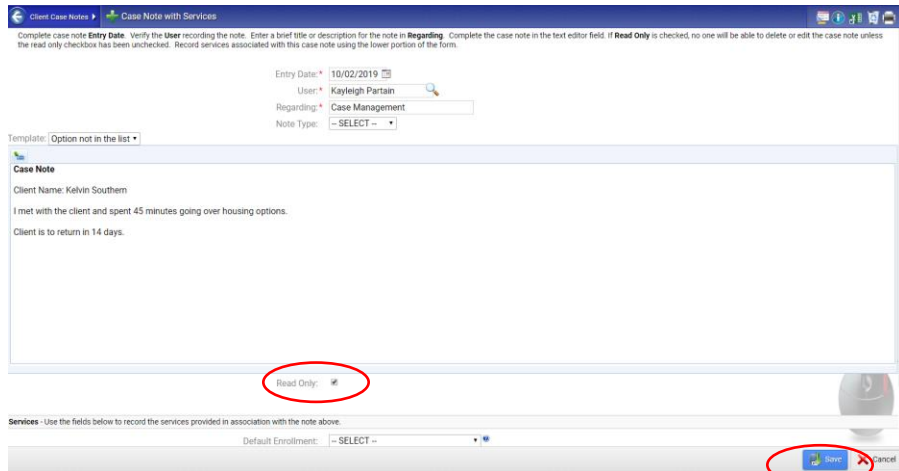 Client Case Notes Case Note with Services
Complete case note Entry Date. Verify the User recording the note. Enter a brief title or description for the note in Regarding. Complete the case note in the text editor field. If Read Only is checked, no one will be able to delete or edit the case note unless
the read only checkbox has been unchecked. Record services associated with this case note using the lower portion of the form.
Entry Date:* 10/02/2019
User:* Kayleigh Partain
Regarding:* Case Management
Note Type: -- SELECT --
Template: Option not in the list
Case Note
Client Name: Kelvin Southern
I met with the client and spent 45 minutes going over housing options.
Client is to return in 14 days.
Read Only:
Services - Use the fields below to record the services provided in association with the note above.
Default Enrollment: -- SELECT --
Save Cancel